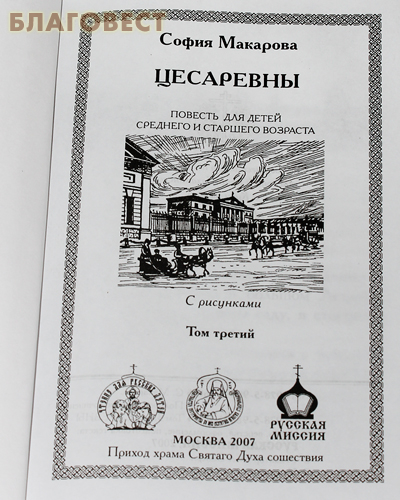 БЛАГОВЕСТ
София Макарова
ЦЕСАРЕВНЫ
ПОВЕСТЬ ДЛЯ ДЕТЕЙ
СРЕДНЕГО И СТАРШЕГО ВОЗРАСТА
С рисунками
Том третий
РУССКАЯ
МИССИЯ
МОСКВА 2007
Приход храма Святаго Духа сошествия